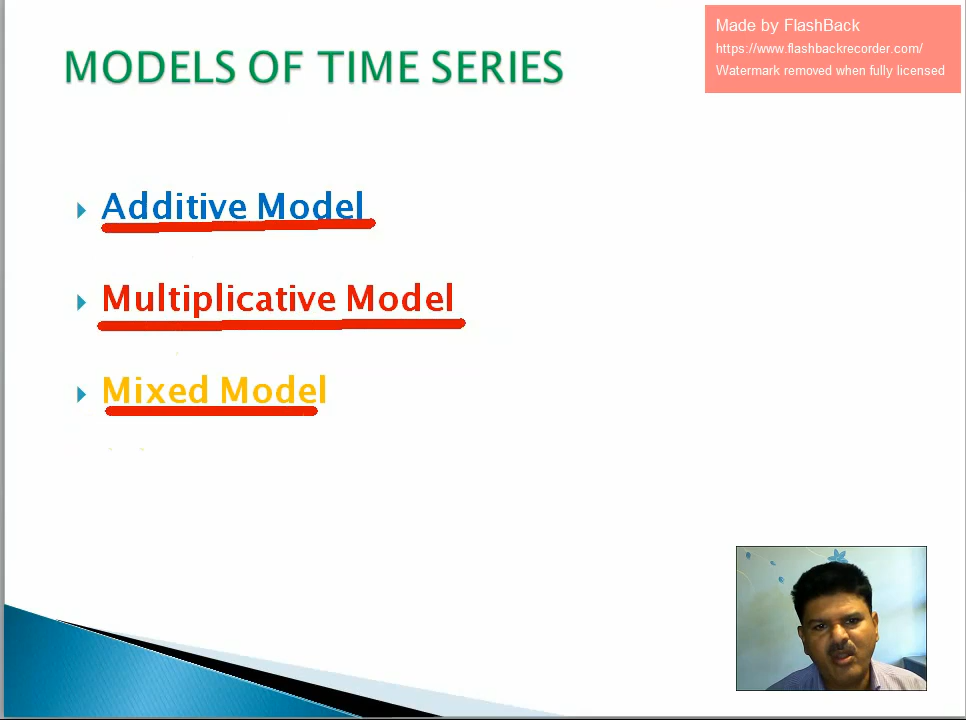 MODELS OF TIME SERIES
Made by FlashBack
https://www.flashbackrecorder.com/
Watermark removed when fully licensed
Additive Model
Multiplicative Model
Mixed Model